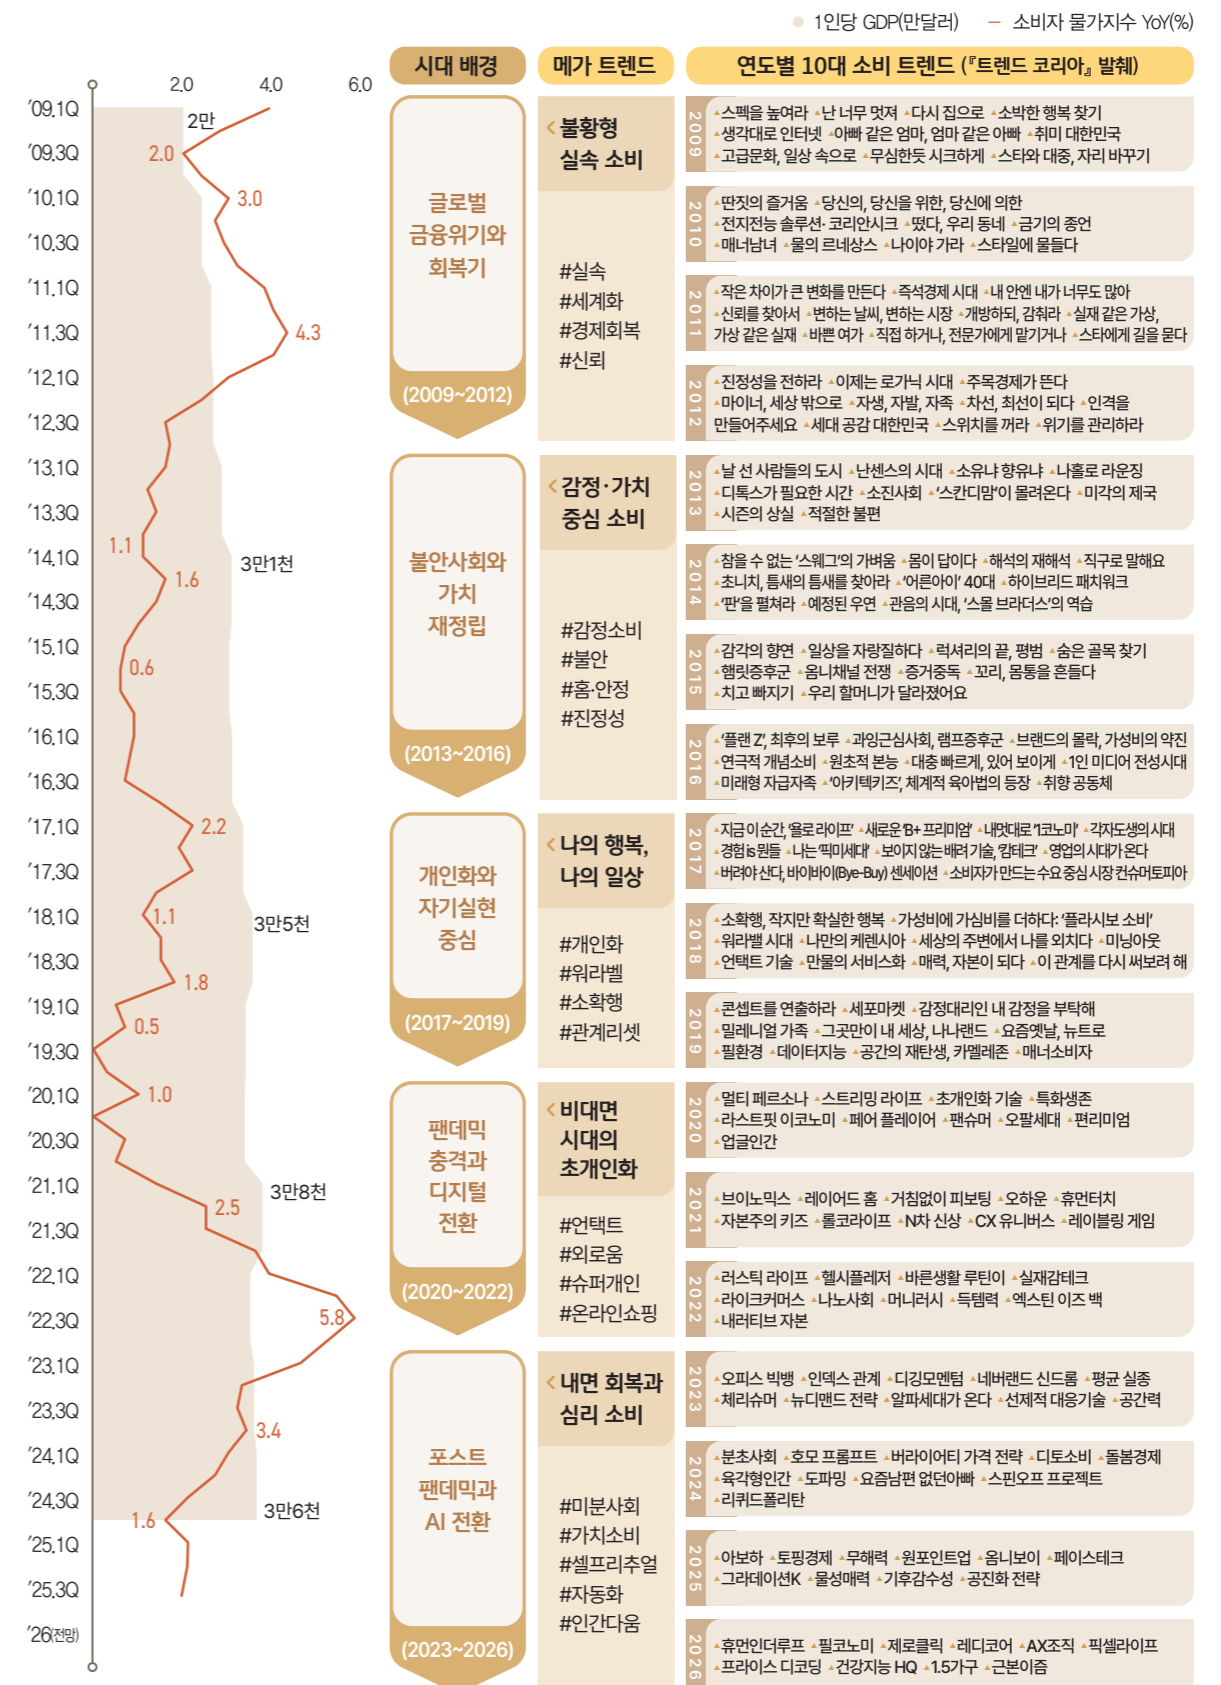 1인당 GDP(만달러) 소비자 물가지수 YoY(%)
시대 배경
메가 트렌드
연도별 10대 소비 트렌드 (『트렌드 코리아』 발췌)
0 2.0 4.0 6.0
'09.1Q
'09.3Q
'10.1Q
'10.3Q
'11.1Q
'11.3Q
'12.1Q
'12.3Q
'13.1Q
'13.3Q
'14.1Q
'14.3Q
'15.1Q
'15.3Q
'16.1Q
'16.3Q
'17.1Q
'17.3Q
'18.1Q
'18.3Q
'19.1Q
'19.3Q
'20.1Q
'20.3Q
'21.1Q
'21.3Q
'22.1Q
'22.3Q
'23.1Q
'23.3Q
'24.1Q
'24.3Q
'25.1Q
'25.3Q
'26(전망)
0
2만
2.0
3.0
4.3
1.1
3만1천
1.6
0.6
2.2
1.1
3만5천
1.8
0.5
1.0
3만8천
2.5
5.8
3.4
3만6천
1.6
글로벌
금융위기와
회복기
(2009~2012)
불황형
실속 소비
#실속
#세계화
#경제회복
#신뢰
2009
▲스펙을 높여라 ▲난 너무 멋져 ▲다시 집으로 ▲소박한 행복 찾기
▲생각대로 인터넷 ▲아빠 같은 엄마, 엄마 같은 아빠 ▲취미 대한민국
▲고급문화, 일상 속으로 ▲무심한듯 시크하게 ▲스타와 대중, 자리 바꾸기
2010
▲딴짓의 즐거움 ▲당신의, 당신을 위한, 당신에 의한
▲전지전능 솔루션· 코리안시크 ▲떴다, 우리 동네 ▲금기의 종언
▲매너남녀 ▲물의 르네상스 ▲나이야 가라 ▲스타일에 물들다
2011
▲작은 차이가 큰 변화를 만든다 ▲즉석경제 시대 ▲내 안엔 내가 너무도 많아
▲신뢰를 찾아서 ▲변하는 날씨, 변하는 시장 ▲개방하되, 감춰라 ▲실재 같은 가상,
가상 같은 실재 ▲바쁜 여가 ▲직접 하거나, 전문가에게 맡기거나 ▲스타에게 길을 묻다
2012
▲진정성을 전하라 ▲이제는 로가닉 시대 ▲주목경제가 뜬다
▲마이너, 세상 밖으로 ▲자생, 자발, 자족 ▲차선, 최선이 되다 ▲인격을
만들어주세요 ▲세대 공감 대한민국 ▲스위치를 꺼라 ▲위기를 관리하라
불안사회와
가치
재정립
(2013~2016)
감정·가치
중심 소비
#감정소비
#불안
#홈·안정
#진정성
2013
▲날 선 사람들의 도시 ▲난센스의 시대 ▲소유냐 향유냐 ▲나홀로 라운징
▲디톡스가 필요한 시간 ▲소진사회 ▲'스칸디맘'이 몰려온다 ▲미각의 제국
▲시즌의 상실 ▲적절한 불편
2014
▲참을 수 없는 '스웨그'의 가벼움 ▲몸이 답이다 ▲해석의 재해석 ▲직구로 말해요
▲초니치, 틈새의 틈새를 찾아라 ▲'어른아이' 40대 ▲하이브리드 패치워크
▲'판'을 펼쳐라 ▲예정된 우연 ▲관음의 시대, '스몰 브라더스'의 역습
2015
▲감각의 향연 ▲일상을 자랑질하다 ▲럭셔리의 끝, 평범 ▲숨은 골목 찾기
▲햄릿증후군 ▲옴니채널 전쟁 ▲증거중독 ▲꼬리, 몸통을 흔들다
▲치고 빠지기 ▲우리 할머니가 달라졌어요
2016
▲'플랜 Z', 최후의 보루 ▲과잉근심사회, 램프증후군 ▲브랜드의 몰락, 가성비의 약진
▲연극적 개념소비 ▲원초적 본능 ▲대충 빠르게, 있어 보이게 ▲1인 미디어 전성시대
▲미래형 자급자족 ▲'아키텍키즈', 체계적 육아법의 등장 ▲취향 공동체
개인화와
자기실현
중심
(2017~2019)
나의 행복,
나의 일상
#개인화
#워라벨
#소확행
#관계리셋
2017
▲지금 이 순간, '욜로 라이프' ▲새로운 'B+ 프리미엄' ▲내멋대로 '1코노미' ▲각자도생의 시대
▲경험 is 뭔들 ▲나는 '픽미세대' ▲보이지 않는 배려 기술, '캄테크' ▲영업의 시대가 온다
▲버려야 산다, 바이바이(Bye-Buy) 센세이션 ▲소비자가 만드는 수요 중심 시장 컨슈머토피아
2018
▲소확행, 작지만 확실한 행복 ▲가성비에 가심비를 더하다: '플라시보 소비'
▲워라밸 시대 ▲나만의 케렌시아 ▲세상의 주변에서 나를 외치다 ▲미닝아웃
▲언택트 기술 ▲만물의 서비스화 ▲매력, 자본이 되다 ▲이 관계를 다시 써보려 해
2019
▲콘셉트를 연출하라 ▲세포마켓 ▲감정대리인 내 감정을 부탁해
▲밀레니얼 가족 ▲그곳만이 내 세상, 나나랜드 ▲요즘옛날, 뉴트로
▲필환경 ▲데이터지능 ▲공간의 재탄생, 카멜레존 ▲매너소비자
팬데믹
충격과
디지털
전환
(2020~2022)
비대면
시대의
초개인화
#언택트
#외로움
#슈퍼개인
#온라인쇼핑
2020
▲멀티 페르소나 ▲스트리밍 라이프 ▲초개인화 기술 ▲특화생존
▲라스트핏 이코노미 ▲페어 플레이어 ▲팬슈머 ▲오팔세대 ▲편리미엄
▲업글인간
2021
▲브이노믹스 ▲레이어드 홈 ▲거침없이 피보팅 ▲오하운 ▲휴먼터치
▲자본주의 키즈 ▲롤코라이프 ▲N차 신상 ▲CX 유니버스 ▲레이블링 게임
2022
▲러스틱 라이프 ▲헬시플레저 ▲바른생활 루틴이 ▲실재감테크
▲라이크커머스 ▲나노사회 ▲머니러시 ▲득템력 ▲엑스틴 이즈 백
▲내러티브 자본
포스트
팬데믹과
AI 전환
(2023~2026)
내면 회복과
심리 소비
#미분사회
#가치소비
#셀프리추얼
#자동화
#인간다움
2023
▲오피스 빅뱅 ▲인덱스 관계 ▲디깅모멘텀 ▲네버랜드 신드롬 ▲평균 실종
▲체리슈머 ▲뉴디맨드 전략 ▲알파세대가 온다 ▲선제적 대응기술 ▲공간력
2024
▲분초사회 ▲호모 프롬프트 ▲버라이어티 가격 전략 ▲디토소비 ▲돌봄경제
▲육각형인간 ▲도파밍 ▲요즘남편 없던아빠 ▲스핀오프 프로젝트
▲리퀴드폴리탄
2025
▲아보하 ▲토핑경제 ▲무해력 ▲원포인트업 ▲옴니보이 ▲페이스테크
▲그라데이션K ▲물성매력 ▲기후감수성 ▲공진화 전략
2026
▲휴먼인더루프 ▲필코노미 ▲제로클릭 ▲레디코어 ▲AX조직 ▲픽셀라이프
▲프라이스 디코딩 ▲건강지능 HQ ▲1.5가구 ▲근본이즘